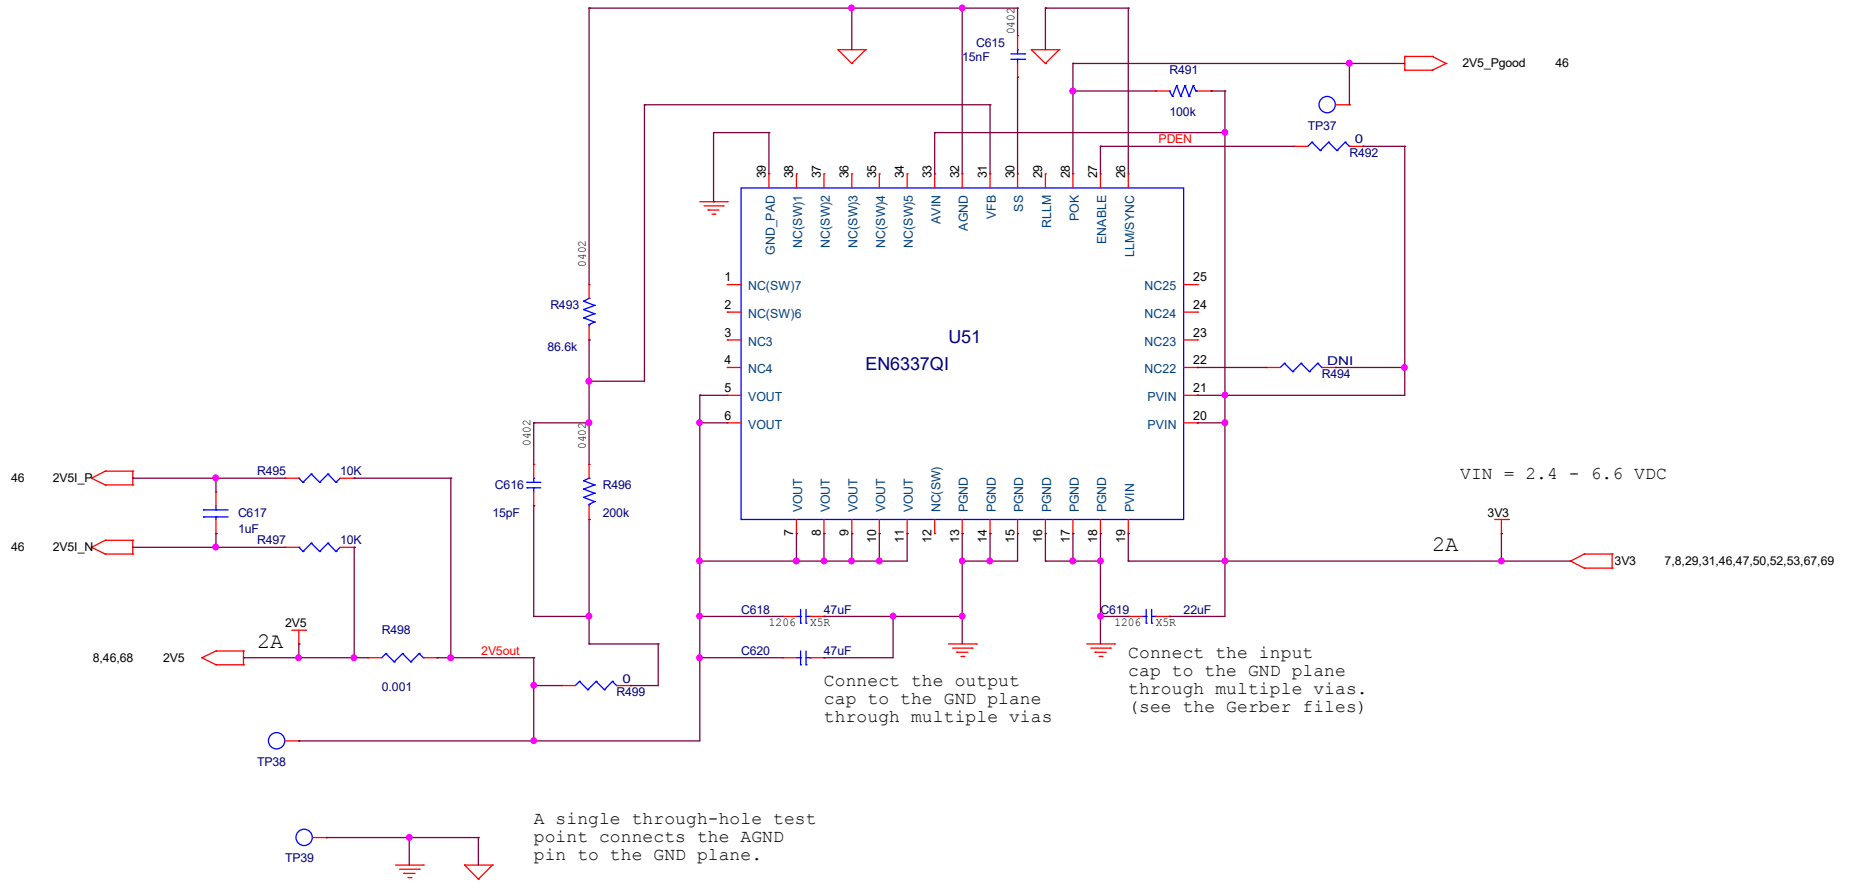 0402
C615
15nF
2V5_Pgood 46
R491
100k
TP37
PDEN
0
R492
39 38 37 36 35 34 33 32 31 30 29 28 27 26
GND_PAD NC(SW)1 NC(SW)2 NC(SW)3 NC(SW)4 NC(SW)5 AVIN AGND VFB SS RLLM POK ENABLE LLM/SYNC
0402
R493
86.6k
1 NC(SW)7
2 NC(SW)6
3 NC3
4 NC4
5 VOUT
6 VOUT
U51
EN6337QI
NC25 25
NC24 24
NC23 23
NC22 22
PVIN 21
PVIN 20
DNI
R494
0402
0402
C616
15pF
R496
200k
46 2V5I_P
R495 10K
C617
1uF
46 2V5I_N
R497 10K
VOUT VOUT VOUT VOUT VOUT NC(SW) PGND PGND PGND PGND PGND PGND PVIN
7 8 9 10 11 12 13 14 15 16 17 18 19
VIN = 2.4 - 6.6 VDC
3V3
2A
3V3 7,8,29,31,46,47,50,52,53,67,69
C618 47uF
1206 X5R
C619 22uF
1206 X5R
C620 47uF
8,46,68 2V5
2A
2V5
R498
0.001
2V5out
0
R499
Connect the output
cap to the GND plane
through multiple vias
Connect the input
cap to the GND plane
through multiple vias.
(see the Gerber files)
TP38
TP39
A single through-hole test
point connects the AGND
pin to the GND plane.